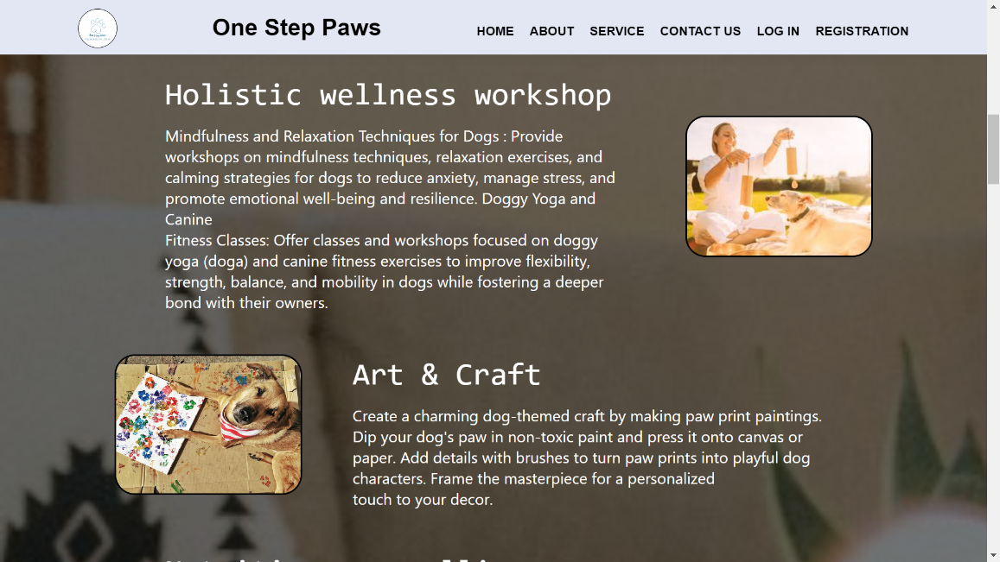 One Step Paws
HOME ABOUT SERVICE CONTACT US LOG IN REGISTRATION
Holistic wellness workshop
Mindfulness and Relaxation Techniques for Dogs : Provide
workshops on mindfulness techniques, relaxation exercises, and
calming strategies for dogs to reduce anxiety, manage stress, and
promote emotional well-being and resilience. Doggy Yoga and
Canine
Fitness Classes: Offer classes and workshops focused on doggy
yoga (doga) and canine fitness exercises to improve flexibility,
strength, balance, and mobility in dogs while fostering a deeper
bond with their owners.
Art & Craft
Create a charming dog-themed craft by making paw print paintings.
Dip your dog's paw in non-toxic paint and press it onto canvas or
paper. Add details with brushes to turn paw prints into playful dog
characters. Frame the masterpiece for a personalized
touch to your decor.